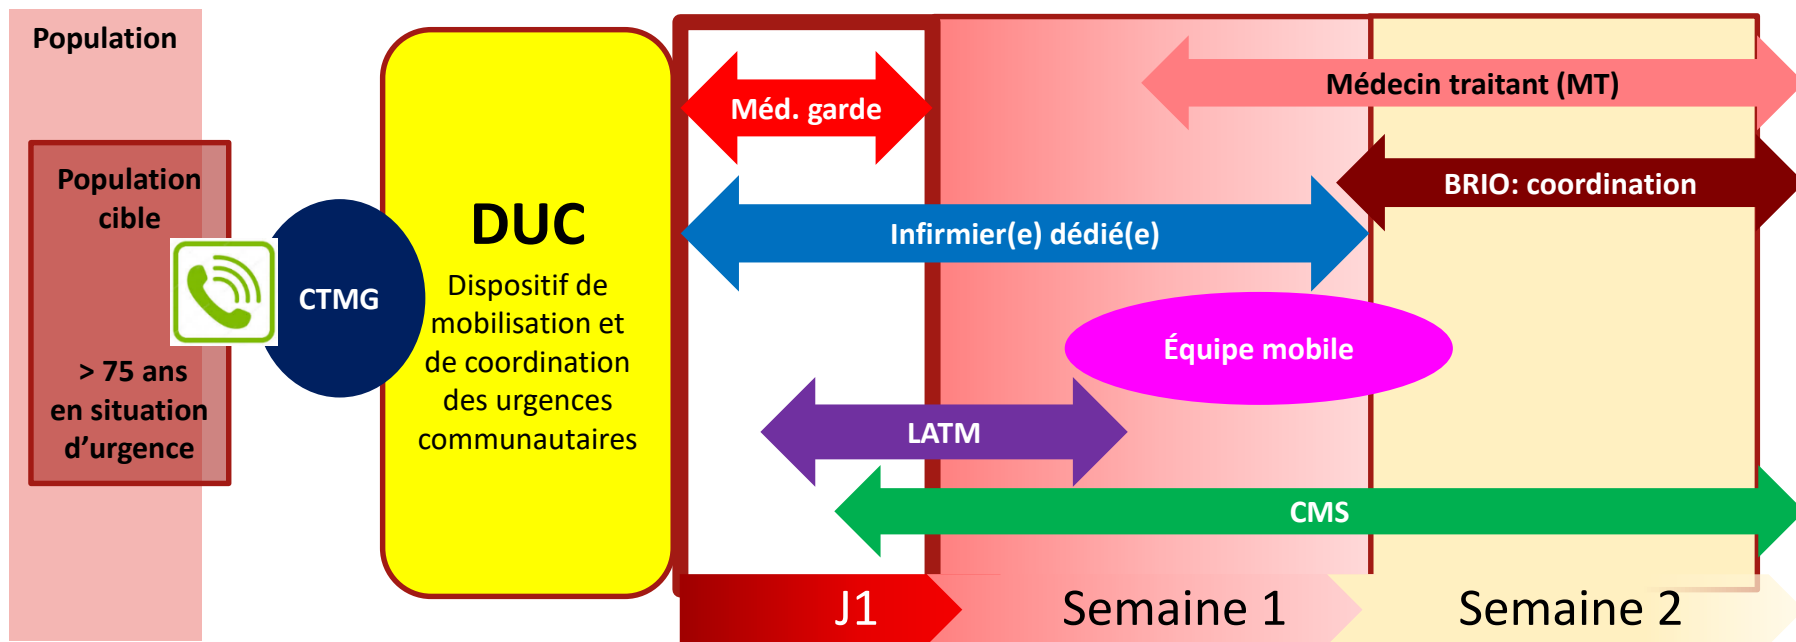 Population
Population
cible
> 75 ans
en situation
d’urgence
CTMG
DUC
Dispositif de
mobilisation et
de coordination
des urgences
communautaires
Méd. garde
Médecin traitant (MT)
BRIO: coordination
Infirmier(e) dédié(e)
Équipe mobile
LATM
CMS
J1
Semaine 1
Semaine 2